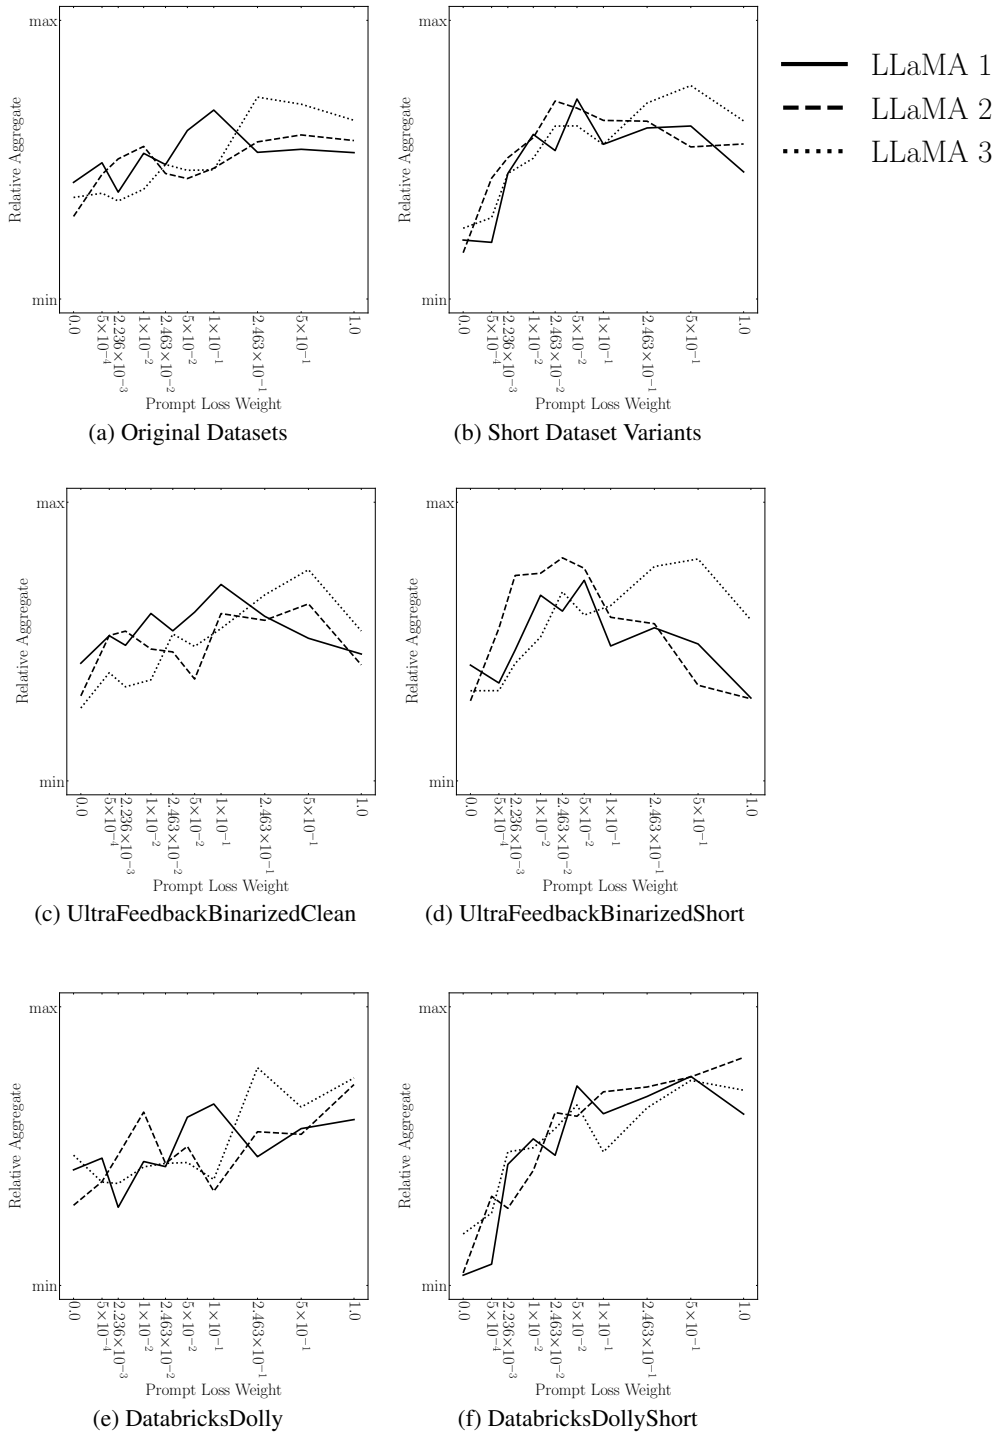 max
Relative Aggregate
min
0.0
5×10⁻⁴
2.236×10⁻³
1×10⁻²
2.463×10⁻²
5×10⁻²
1×10⁻¹
2.463×10⁻¹
5×10⁻¹
1.0
Prompt Loss Weight
(a) Original Datasets
max
Relative Aggregate
min
0.0
5×10⁻⁴
2.236×10⁻³
1×10⁻²
2.463×10⁻²
5×10⁻²
1×10⁻¹
2.463×10⁻¹
5×10⁻¹
1.0
Prompt Loss Weight
(b) Short Dataset Variants
LLaMA 1
LLaMA 2
LLaMA 3
max
Relative Aggregate
min
0.0
5×10⁻⁴
2.236×10⁻³
1×10⁻²
2.463×10⁻²
5×10⁻²
1×10⁻¹
2.463×10⁻¹
5×10⁻¹
1.0
Prompt Loss Weight
(c) UltraFeedbackBinarizedClean
max
Relative Aggregate
min
0.0
5×10⁻⁴
2.236×10⁻³
1×10⁻²
2.463×10⁻²
5×10⁻²
1×10⁻¹
2.463×10⁻¹
5×10⁻¹
1.0
Prompt Loss Weight
(d) UltraFeedbackBinarizedShort
max
Relative Aggregate
min
0.0
5×10⁻⁴
2.236×10⁻³
1×10⁻²
2.463×10⁻²
5×10⁻²
1×10⁻¹
2.463×10⁻¹
5×10⁻¹
1.0
Prompt Loss Weight
(e) DatabricksDolly
max
Relative Aggregate
min
0.0
5×10⁻⁴
2.236×10⁻³
1×10⁻²
2.463×10⁻²
5×10⁻²
1×10⁻¹
2.463×10⁻¹
5×10⁻¹
1.0
Prompt Loss Weight
(f) DatabricksDollyShort